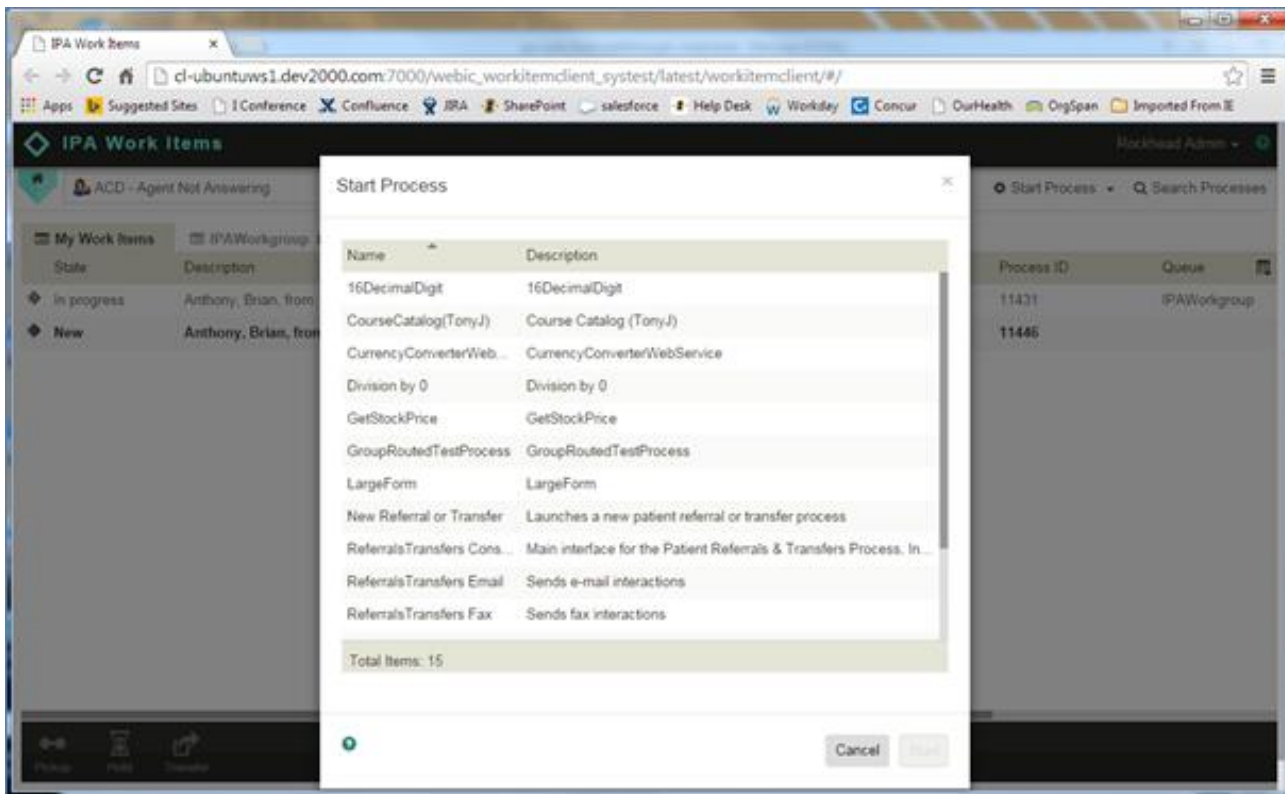 IPA Work Items
cl-ubuntuws1.dev2000.com:7000/webic_workitemclient_systest/latest/workitemclient/#/
Apps Suggested Sites I Conference Confluence JIRA SharePoint salesforce Help Desk Workday Concur OurHealth OrgSpan Imported From IE
IPA Work Items Rockhead Admin
ACD - Agent Not Answering Start Process Search Processes
My Work Items IPAWorkgroup
State Description Process ID Queue
In progress Anthony, Brian, from 11431 IPAWorkgroup
New Anthony, Brian, from 11446
Start Process
Name Description
16DecimalDigit 16DecimalDigit
CourseCatalog(TonyJ) Course Catalog (TonyJ)
CurrencyConverterWeb... CurrencyConverterWebService
Division by 0 Division by 0
GetStockPrice GetStockPrice
GroupRoutedTestProcess GroupRoutedTestProcess
LargeForm LargeForm
New Referral or Transfer Launches a new patient referral or transfer process
ReferralsTransfers Cons... Main interface for the Patient Referrals & Transfers Process. In...
ReferralsTransfers Email Sends e-mail interactions
ReferralsTransfers Fax Sends fax interactions
Total Items: 15
Cancel Start
Pickup Hold Transfer